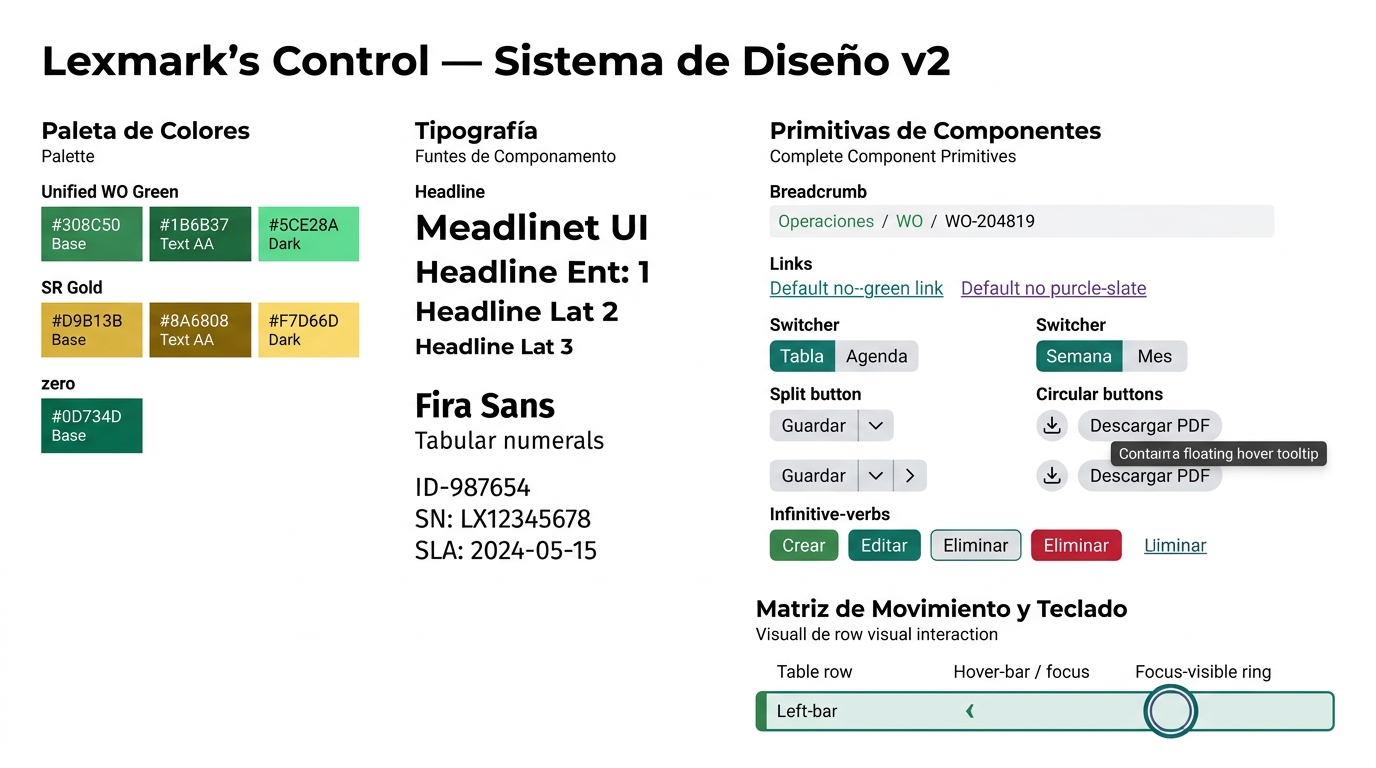 Lexmark’s Control — Sistema de Diseño v2
Paleta de Colores
Palette
Unified WO Green
#308C50
Base
#1B6B37
Text AA
#5CE28A
Dark
SR Gold
#D9B13B
Base
#8A6808
Text AA
#F7D66D
Dark
zero
#0D734D
Base
Tipografía
Funtes de Componamento
Headline
Meadlinet UI
Headline Ent: 1
Headline Lat 2
Headline Lat 3
Fira Sans
Tabular numerals
ID-987654
SN: LX12345678
SLA: 2024-05-15
Primitivas de Componentes
Complete Component Primitives
Breadcrumb
Operaciones / WO / WO-204819
Links
Default no--green link Default no purcle-slate
Switcher
Tabla Agenda
Switcher
Semana Mes
Split button
Guardar
Guardar
Circular buttons
Descargar PDF
floating hover tooltip
Descargar PDF
Infinitive-verbs
Crear Editar Eliminar Eliminar Uiminar
Matriz de Movimiento y Teclado
Visuall de row visual interaction
Table row Hover-bar / focus Focus-visible ring
Left-bar